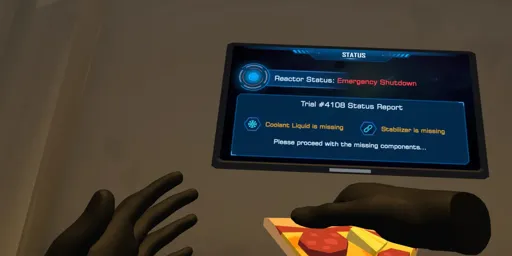 STATUS
Reactor Status: Emergency Shutdown
Trial #4108 Status Report
Coolant Liquid is missing
Stabilizer is missing
Please proceed with the missing components...